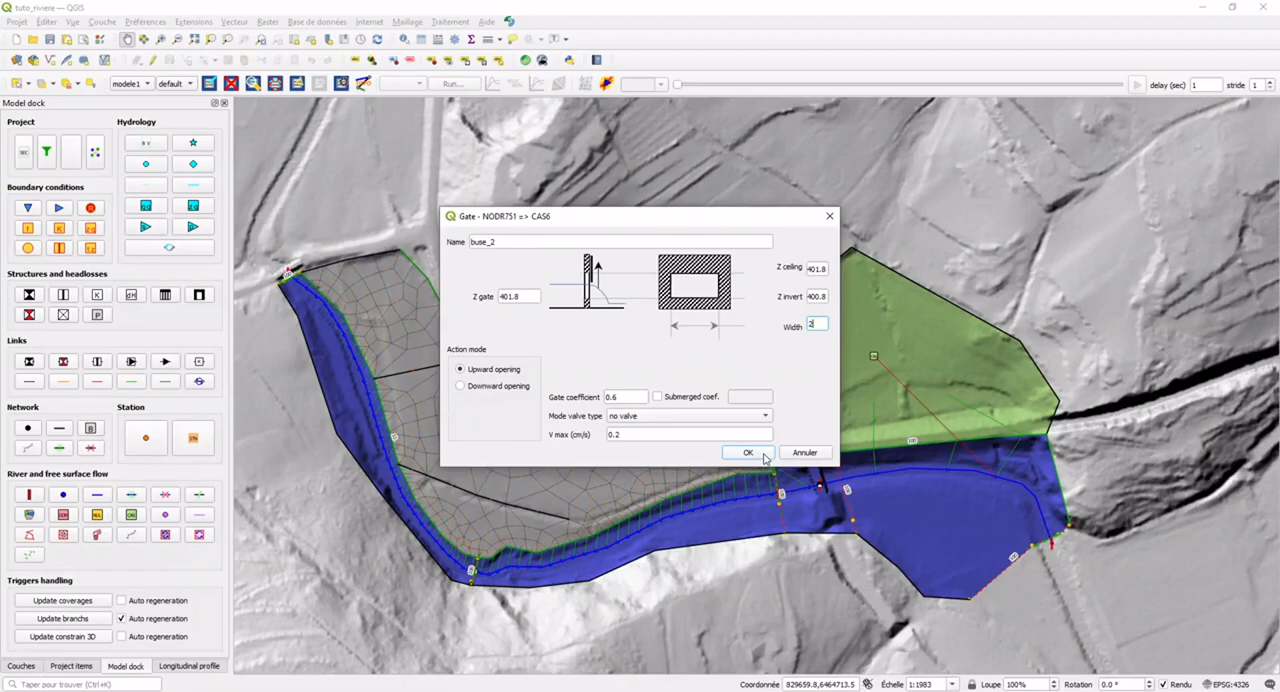 tuto_riviere — QGIS
Projet Éditer Vue Couche Préférences Extensions Vecteur Raster Base de données Internet Maillage Traitement Aide
model1 default Run... delay (sec) 1 stride 1
Model dock
Project Hydrology
Boundary conditions
Structures and headlosses
Links
Network Station
River and free surface flow
Triggers handling
Update coverages Auto regeneration
Update branchs Auto regeneration
Update constrain 3D Auto regeneration
Couches Project items Model dock Longitudinal profile
Gate - NODR751 => CAS6
Name buse_2
Z ceiling 401.8
Z gate 401.8
Z invert 400.8
Width 2
Action mode
Upward opening
Downward opening
Gate coefficient 0.6 Submerged coef.
Mode valve type no valve
V max (cm/s) 0.2
OK Annuler
100
100
Taper pour trouver (Ctrl+K) Coordonnée 829659.8,6464713.5 Échelle 1:1983 Loupe 100% Rotation 0.0 ° Rendu EPSG:4326